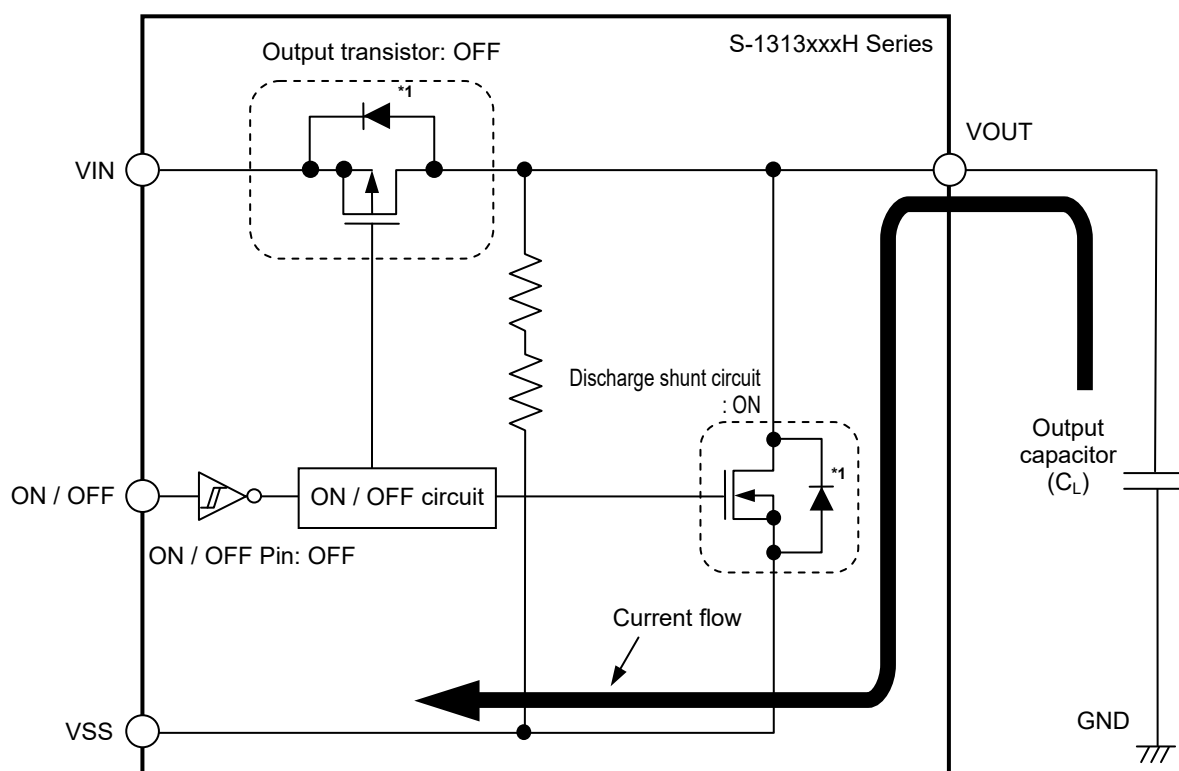 S-1313xxxH Series
Output transistor: OFF
*1
VOUT
VIN
Discharge shunt circuit
: ON
*1
Output
capacitor
(CL)
ON / OFF
ON / OFF circuit
ON / OFF Pin: OFF
Current flow
GND
VSS